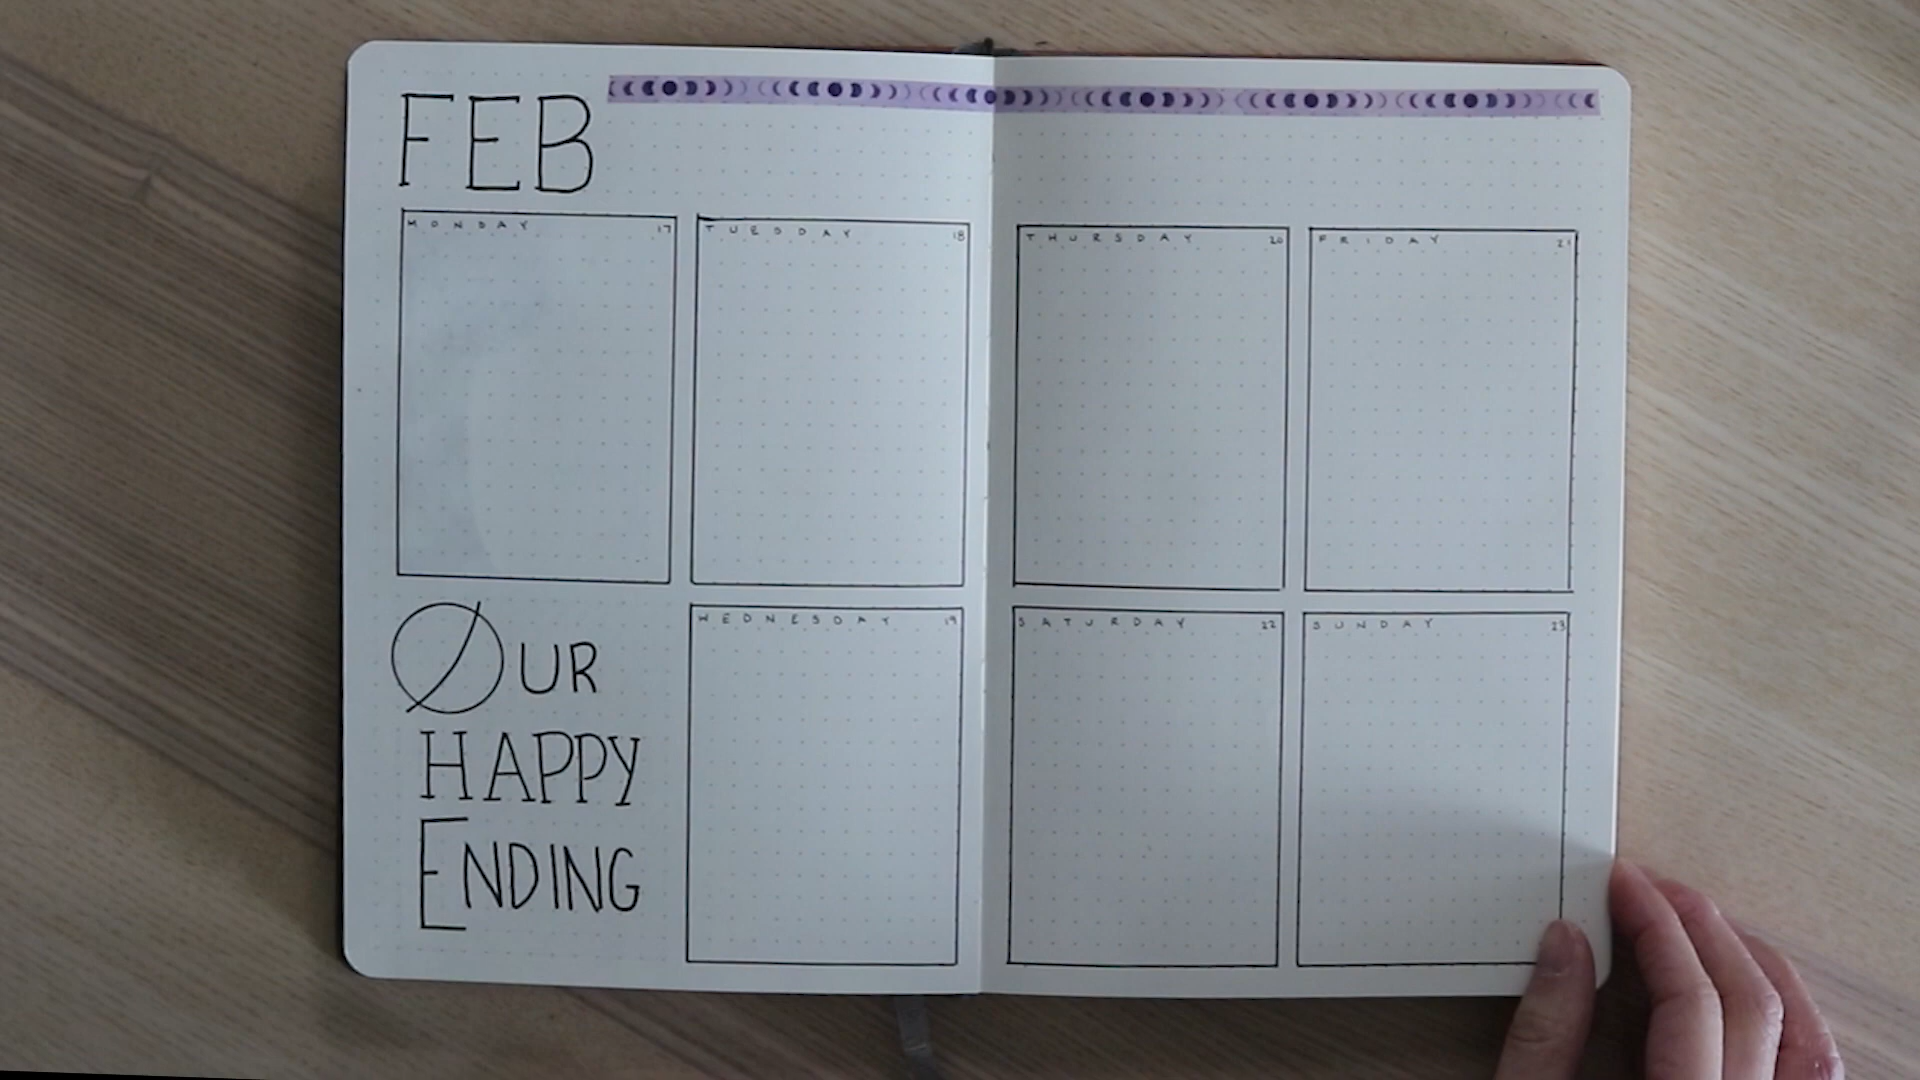 FEB
MONDAY 17
TUESDAY 18
THURSDAY 20
FRIDAY 21
ØUR
HAPPY
ENDING
WEDNESDAY 19
SATURDAY 22
SUNDAY 23